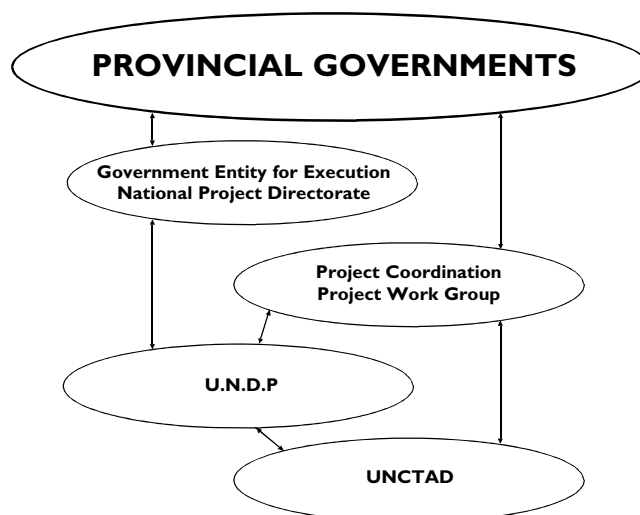 PROVINCIAL GOVERNMENTS
Government Entity for Execution
National Project Directorate
Project Coordination
Project Work Group
U.N.D.P
UNCTAD